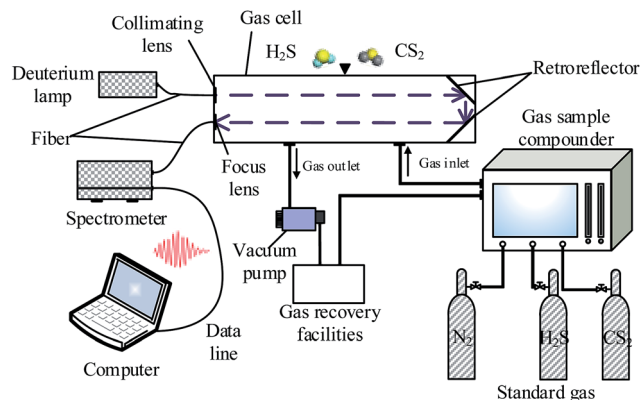 Collimating
lens
Gas cell
H₂S
CS₂
Deuterium
lamp
Retroreflector
Fiber
Focus
lens
Gas outlet
Gas inlet
Gas sample
compounder
Spectrometer
Vacuum
pump
Gas recovery
facilities
Data
line
Computer
N₂
H₂S
CS₂
Standard gas